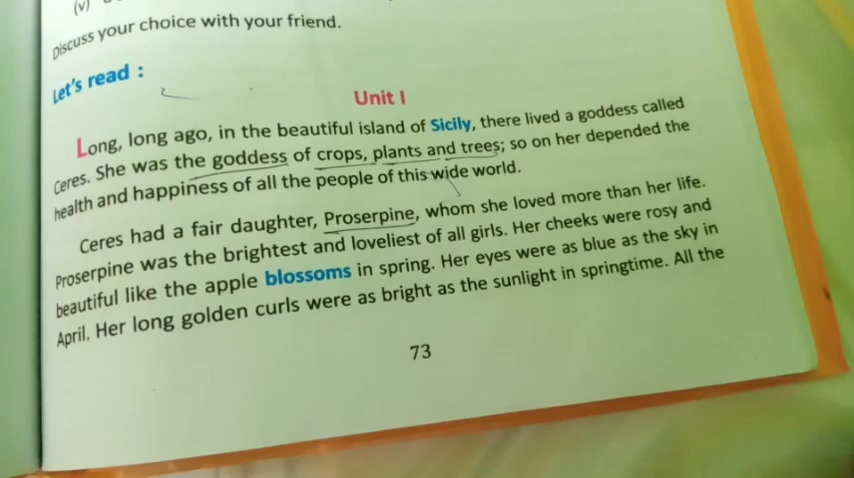 (v)
Discuss your choice with your friend.
Let's read :
Unit I
Long, long ago, in the beautiful island of Sicily, there lived a goddess called
Ceres. She was the goddess of crops, plants and trees; so on her depended the
health and happiness of all the people of this wide world.
Ceres had a fair daughter, Proserpine, whom she loved more than her life.
Proserpine was the brightest and loveliest of all girls. Her cheeks were rosy and
beautiful like the apple blossoms in spring. Her eyes were as blue as the sky in
April. Her long golden curls were as bright as the sunlight in springtime. All the
73